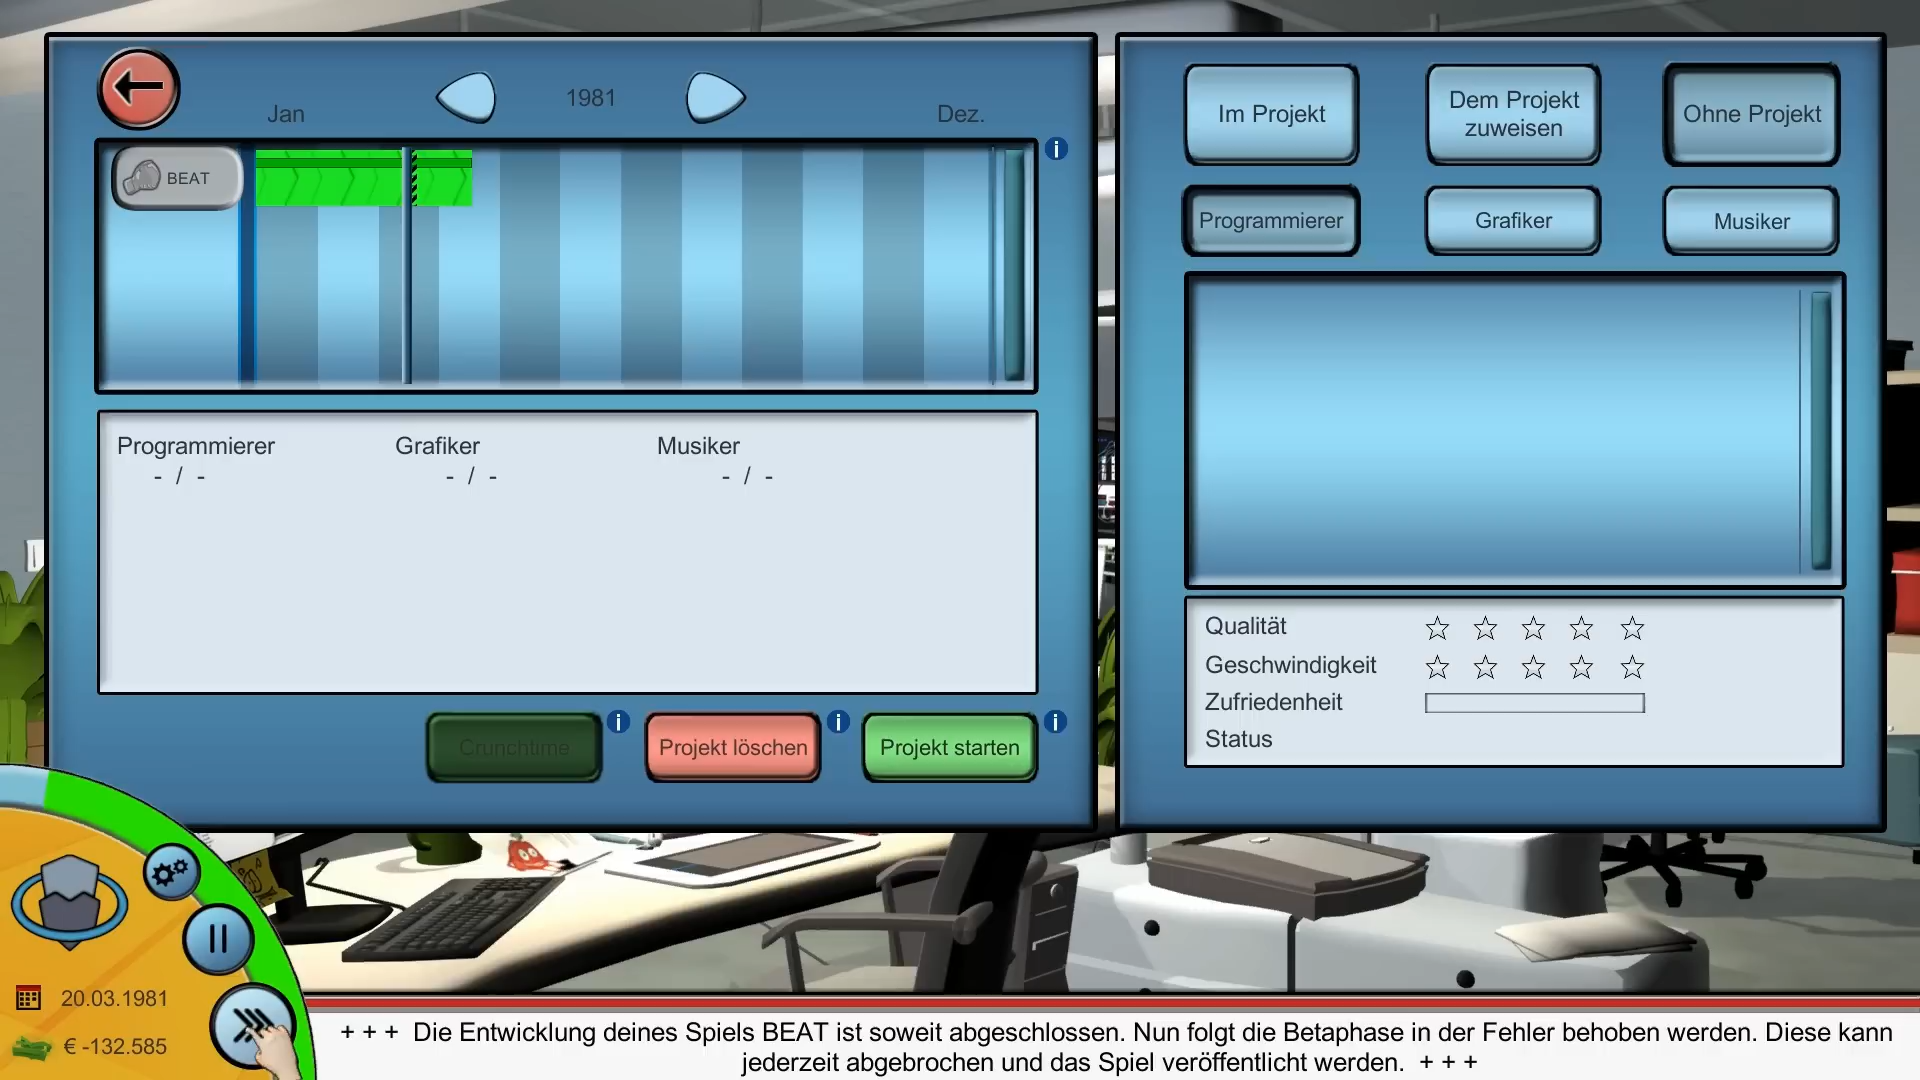 Jan
1981
Dez.
BEAT
Programmierer
Grafiker
Musiker
- / -
- / -
- / -
Crunchtime
Projekt löschen
Projekt starten
Im Projekt
Dem Projekt
zuweisen
Ohne Projekt
Programmierer
Grafiker
Musiker
Qualität
Geschwindigkeit
Zufriedenheit
Status
20.03.1981
€ -132.585
+ + + Die Entwicklung deines Spiels BEAT ist soweit abgeschlossen. Nun folgt die Betaphase in der Fehler behoben werden. Diese kann
jederzeit abgebrochen und das Spiel veröffentlicht werden. + + +